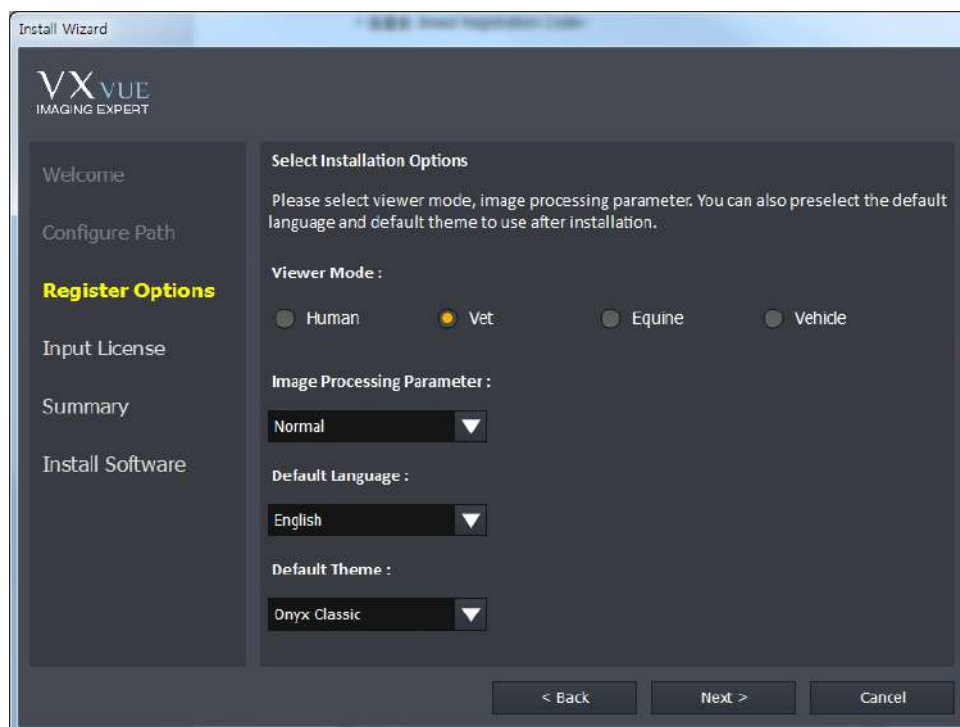 Install Wizard
VXVUE
IMAGING EXPERT
Welcome
Configure Path
Register Options
Input License
Summary
Install Software
Select Installation Options
Please select viewer mode, image processing parameter. You can also preselect the default
language and default theme to use after installation.
Viewer Mode :
Human
Vet
Equine
Vehicle
Image Processing Parameter :
Normal
Default Language :
English
Default Theme :
Onyx Classic
< Back
Next >
Cancel